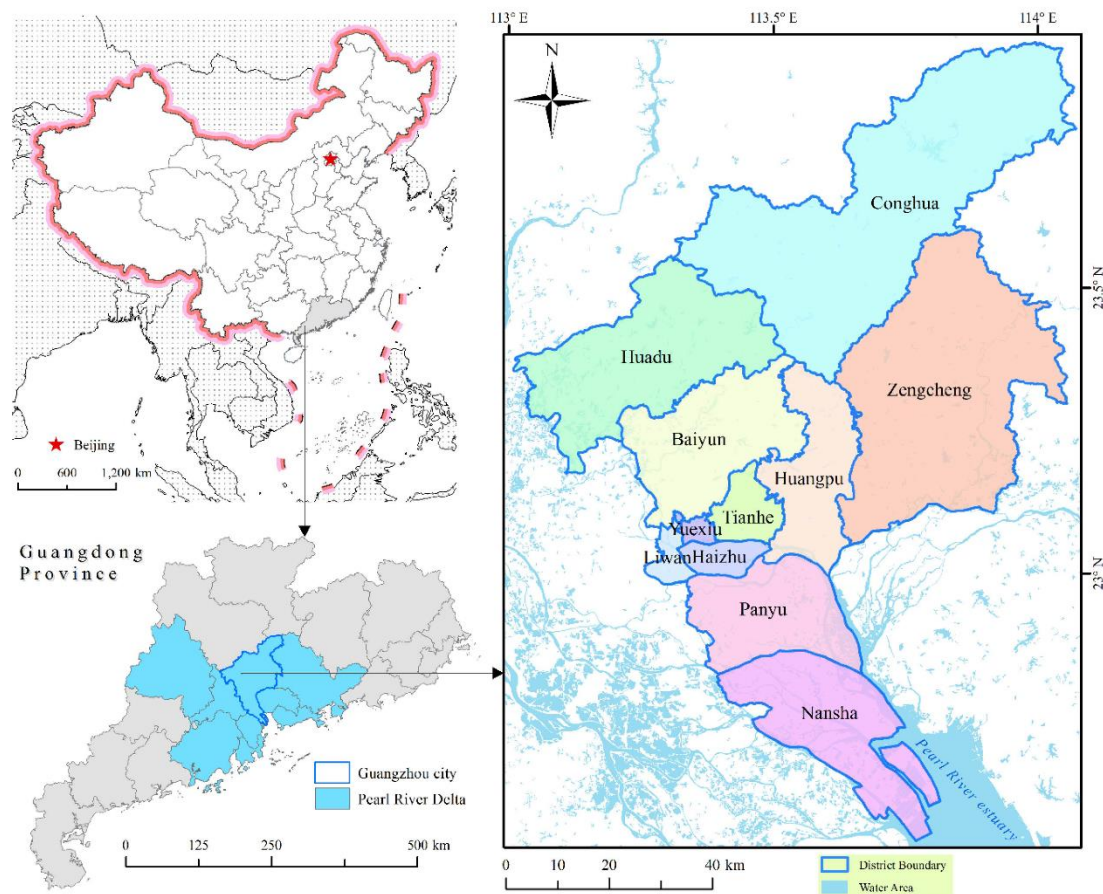 Beijing
0 600 1,200 km
Guangdong
Province
Guangzhou city
Pearl River Delta
0 125 250 500 km
113° E 113.5° E 114° E
N
Conghua
23.5° N
Huadu
Zengcheng
Baiyun
Huangpu
Tianhe
Yuexiu
Liwan Haizhu
23° N
Panyu
Nansha
Pearl River estuary
0 10 20 40 km
District Boundary
Water Area